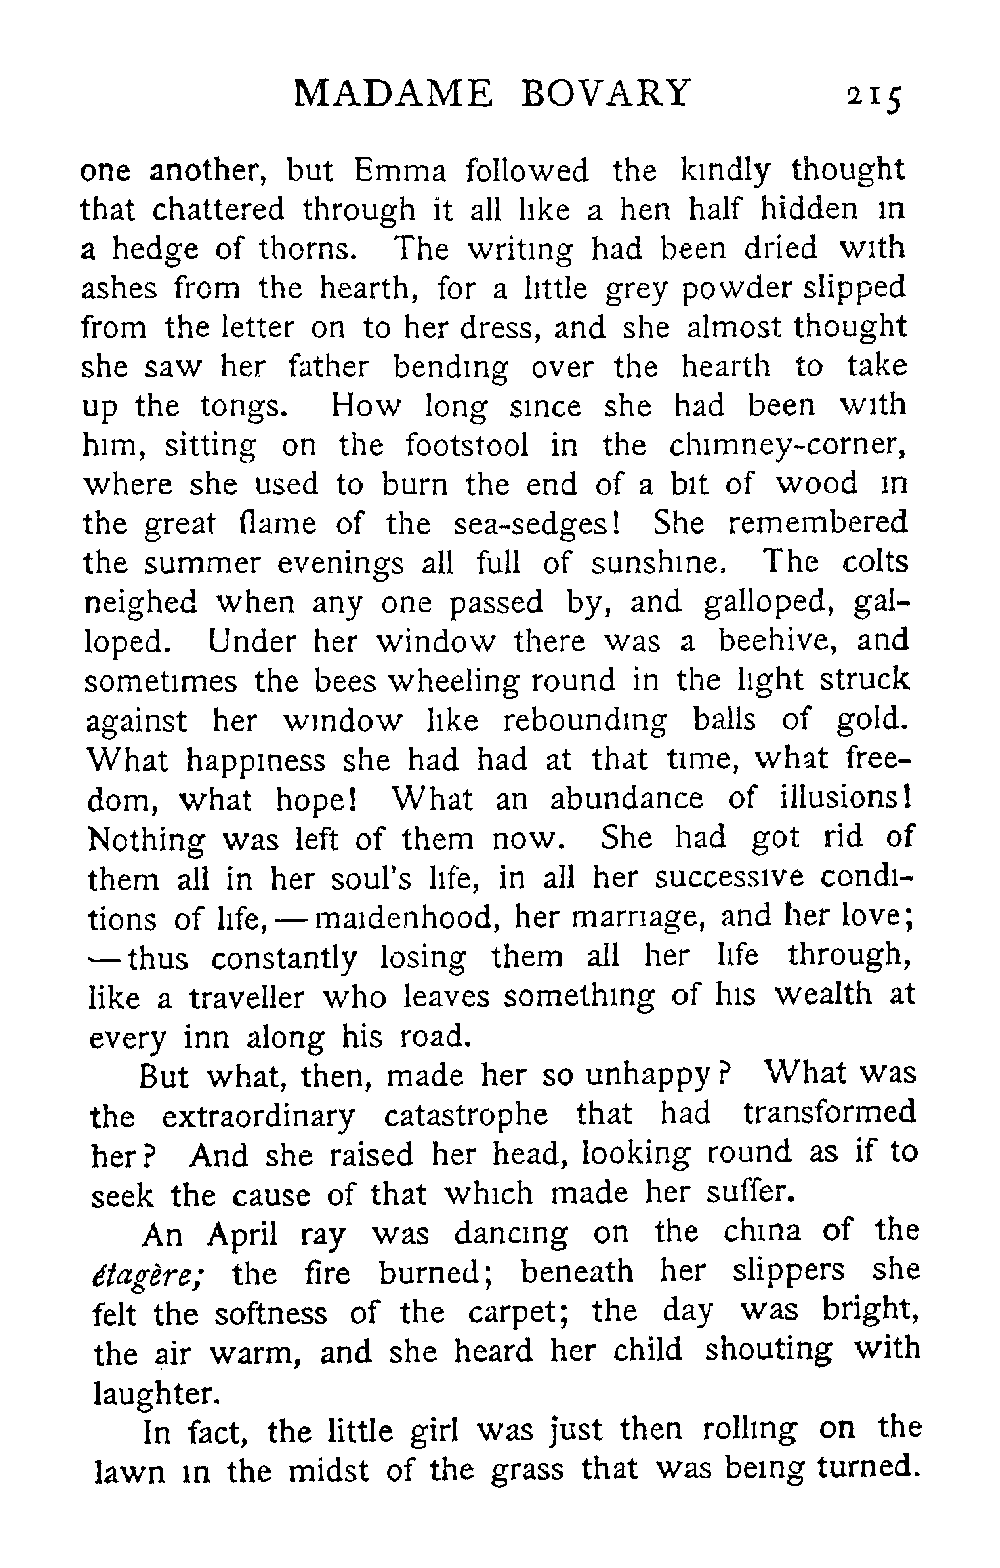 MADAME BOVARY 215
one another, but Emma followed the kindly thought
that chattered through it all like a hen half hidden in
a hedge of thorns. The writing had been dried with
ashes from the hearth, for a little grey powder slipped
from the letter on to her dress, and she almost thought
she saw her father bending over the hearth to take
up the tongs. How long since she had been with
him, sitting on the footstool in the chimney-corner,
where she used to burn the end of a bit of wood in
the great flame of the sea-sedges! She remembered
the summer evenings all full of sunshine. The colts
neighed when any one passed by, and galloped, gal-
loped. Under her window there was a beehive, and
sometimes the bees wheeling round in the light struck
against her window like rebounding balls of gold.
What happiness she had had at that time, what free-
dom, what hope! What an abundance of illusions!
Nothing was left of them now. She had got rid of
them all in her soul's life, in all her successive condi-
tions of life, — maidenhood, her marriage, and her love;
— thus constantly losing them all her life through,
like a traveller who leaves something of his wealth at
every inn along his road.
But what, then, made her so unhappy? What was
the extraordinary catastrophe that had transformed
her? And she raised her head, looking round as if to
seek the cause of that which made her suffer.
An April ray was dancing on the china of the
étagère; the fire burned; beneath her slippers she
felt the softness of the carpet; the day was bright,
the air warm, and she heard her child shouting with
laughter.
In fact, the little girl was just then rolling on the
lawn in the midst of the grass that was being turned.